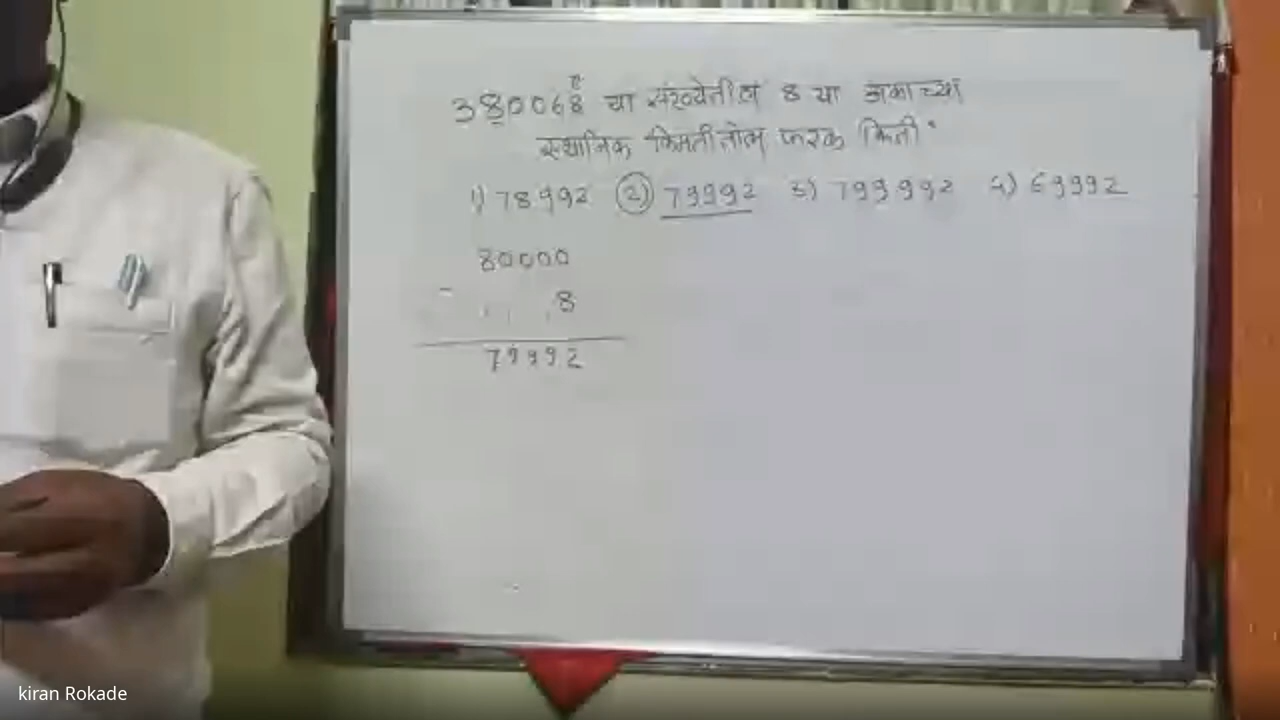 380068 या संख्येतील 8 या अंकाच्या
स्थानिक किमतीतील फरक किती
1) 78992 2) 79992 3) 799992 4) 69992
80000
- 8
79992
kiran Rokade